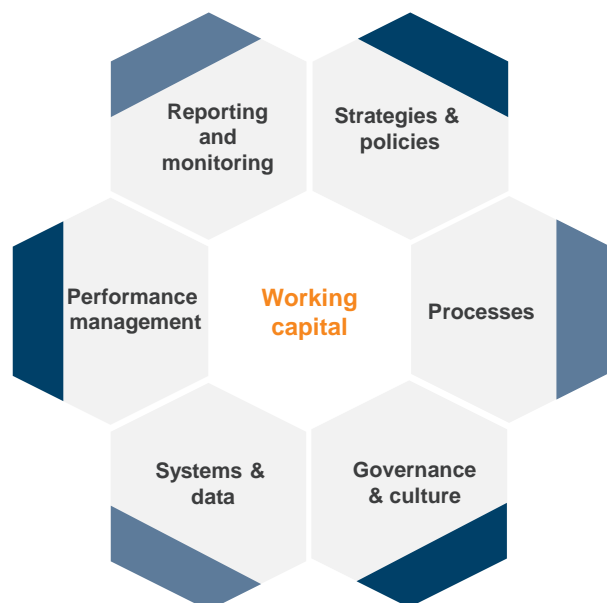 Reporting
and
monitoring
Strategies &
policies
Performance
management
Working
capital
Processes
Systems &
data
Governance
& culture